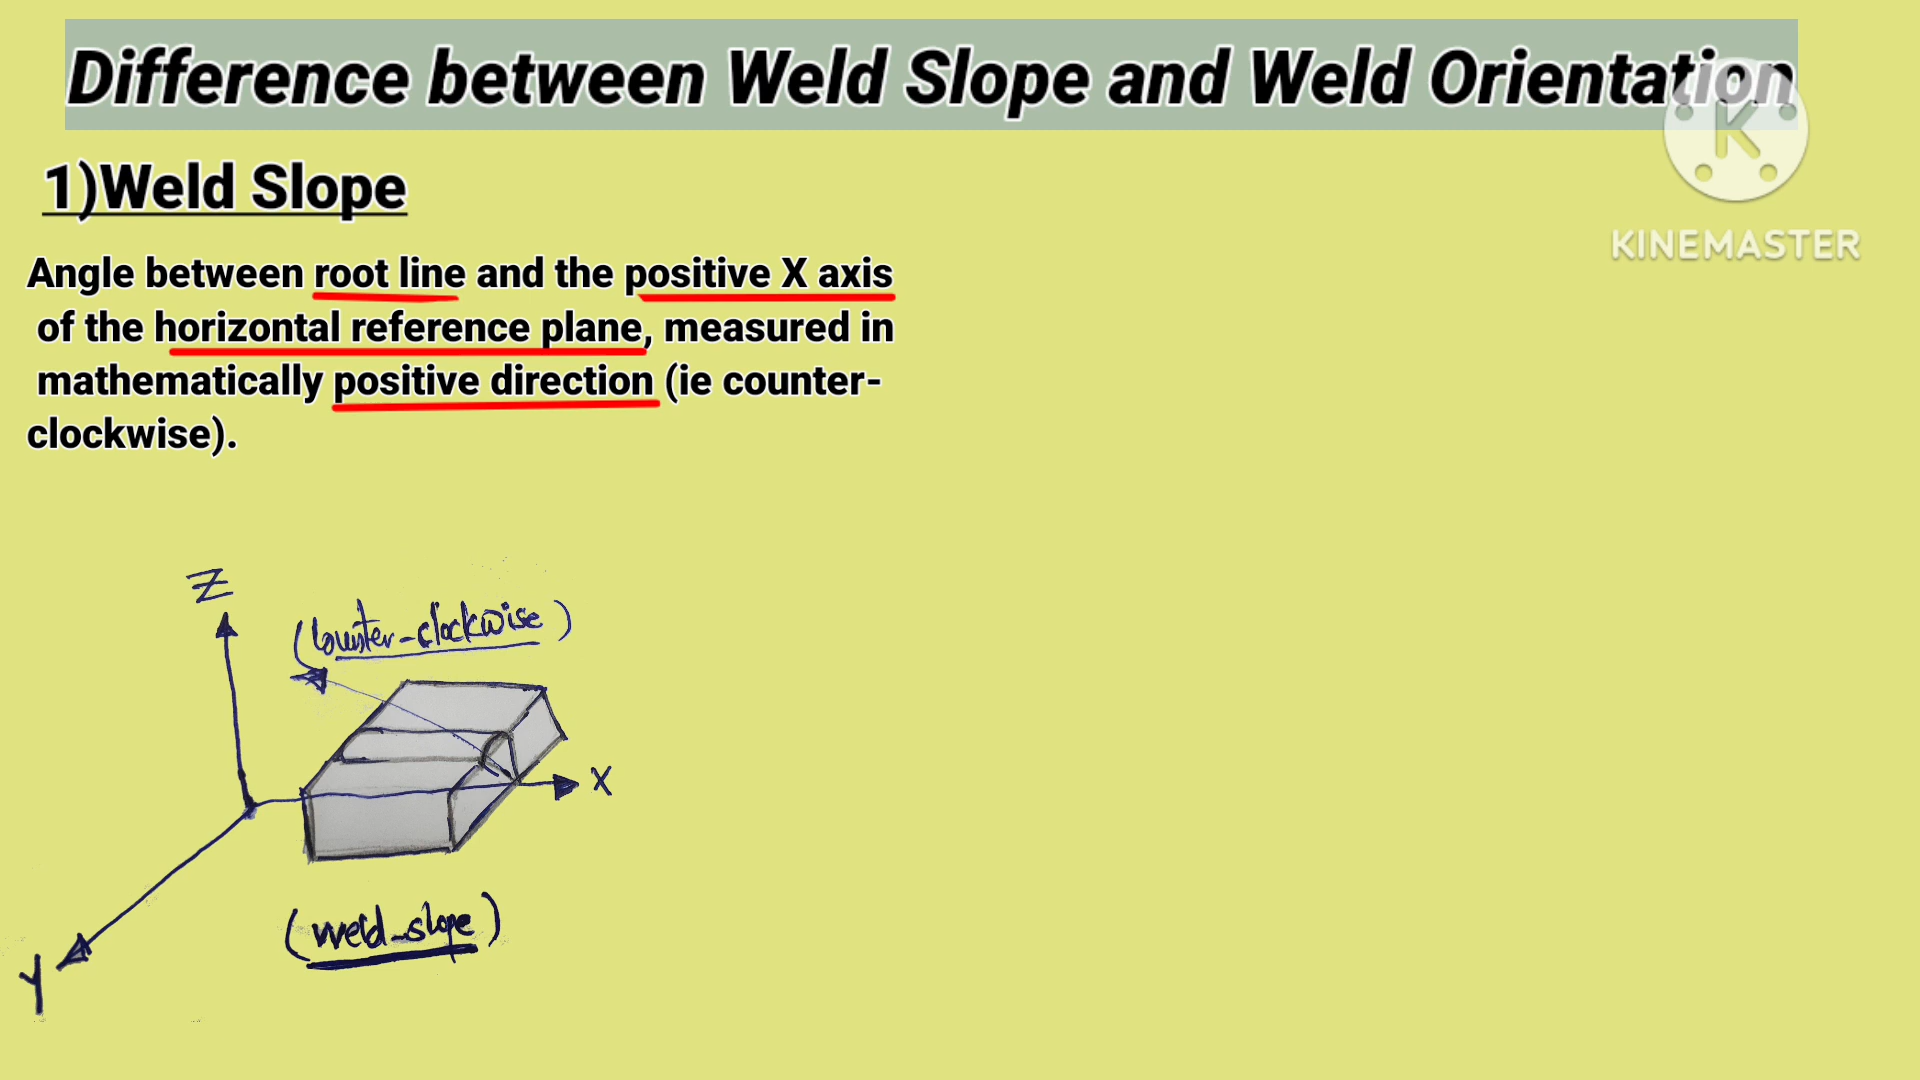 Difference between Weld Slope and Weld Orientation
K
KINEMASTER
1)Weld Slope
Angle between root line and the positive X axis
of the horizontal reference plane, measured in
mathematically positive direction (ie counter-
clockwise).
Z
(Counter-clockwise)
X
(weld-slope)
Y